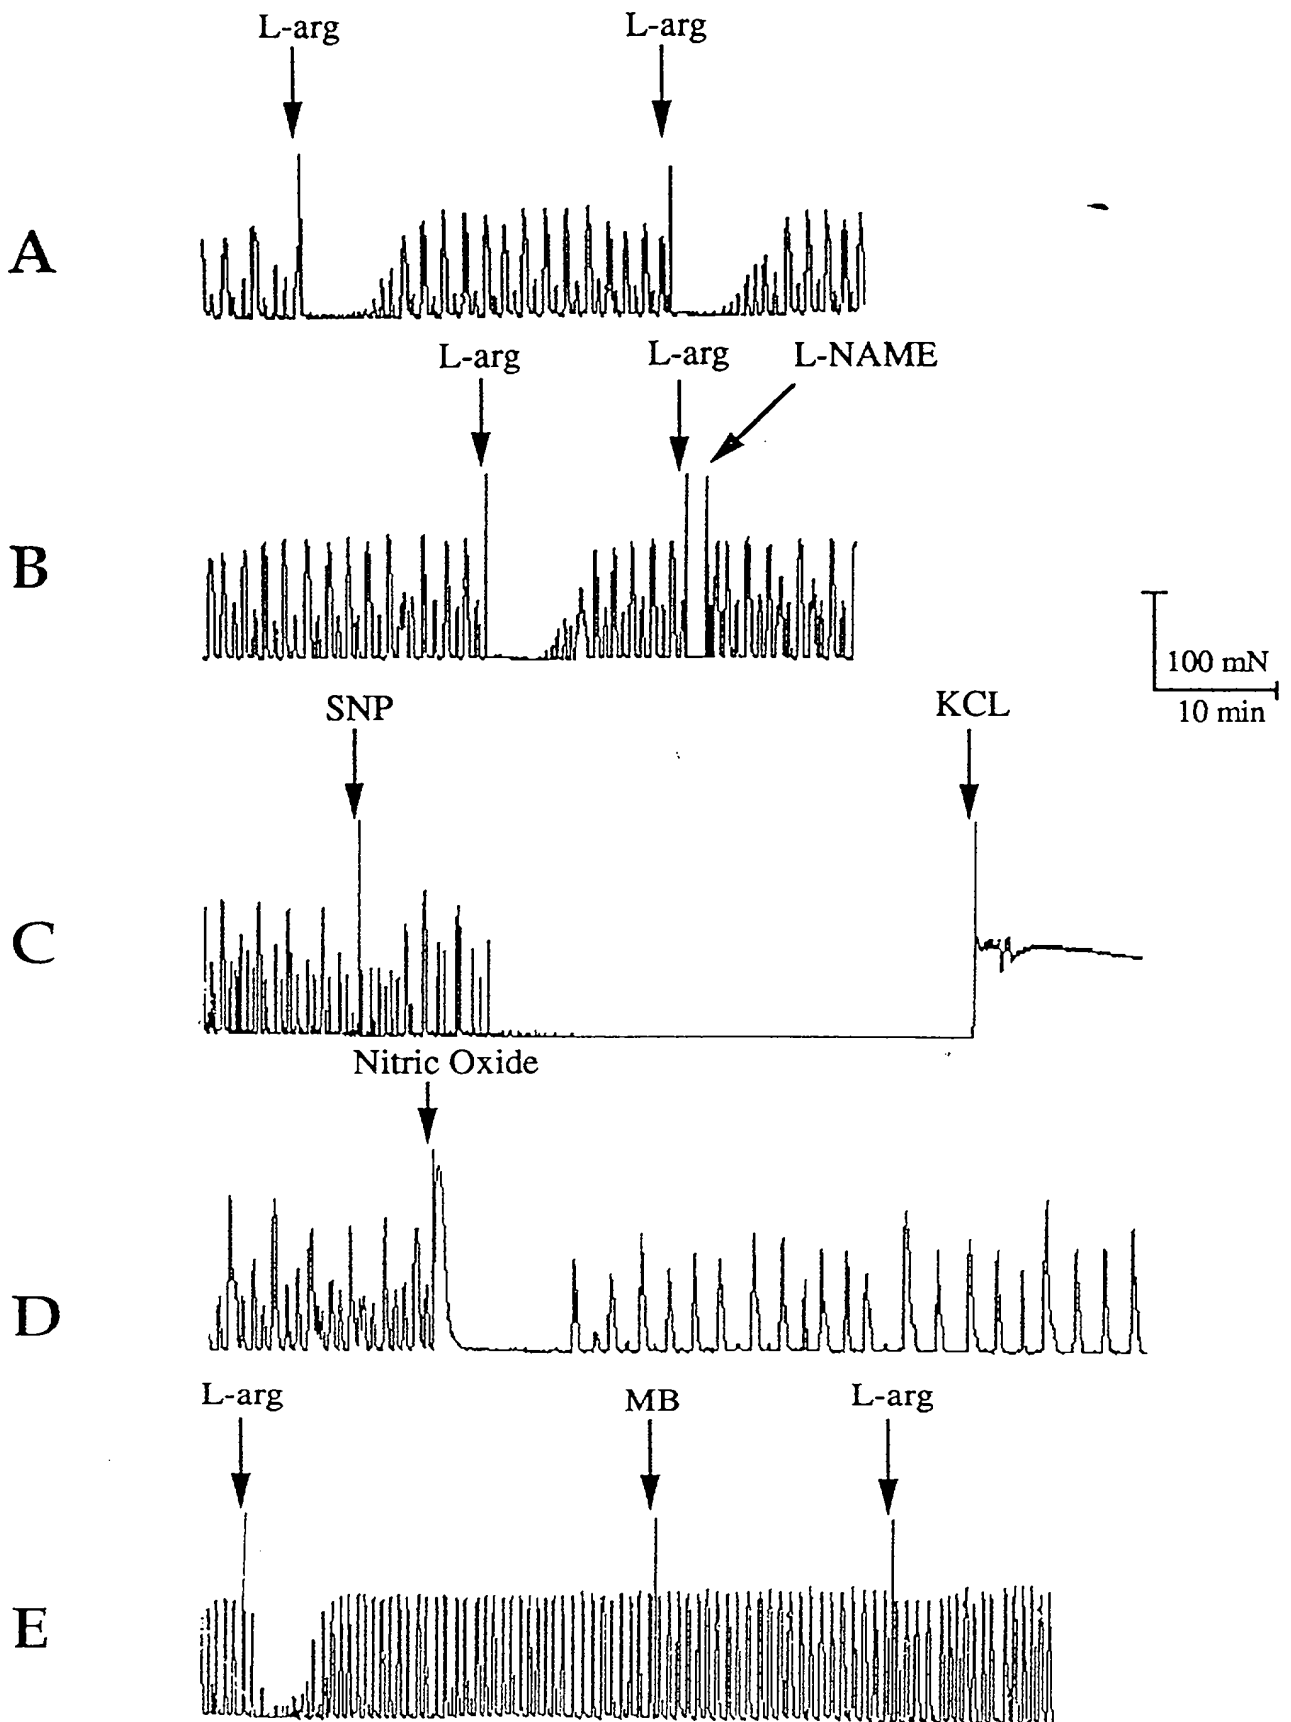 L-arg L-arg
A
L-arg L-arg L-NAME
B
100 mN
10 min
SNP KCL
C
Nitric Oxide
D
L-arg MB L-arg
E